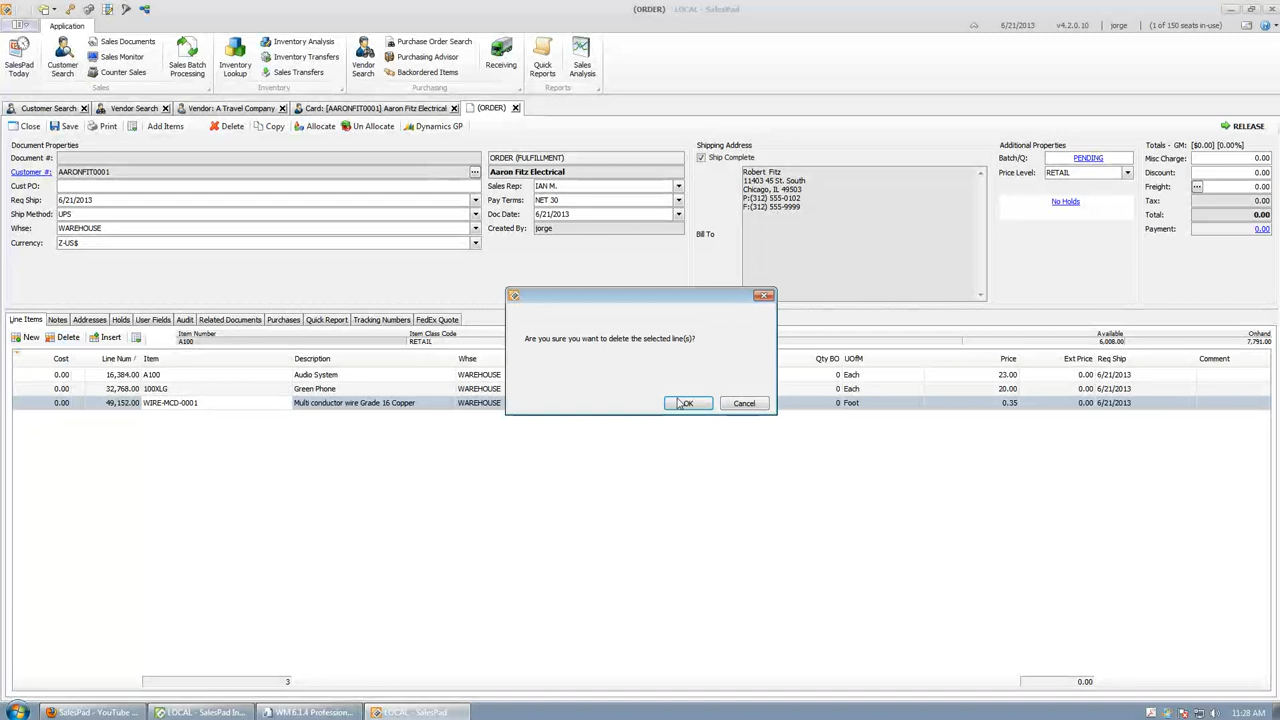 (ORDER) - LOCAL - SalesPad
Application 6/21/2013 v4.2.0.10 jorge (1 of 150 seats in-use)
SalesPad Today
Customer Search
Sales Documents
Sales Monitor
Counter Sales
Sales Batch Processing
Inventory Lookup
Inventory Analysis
Inventory Transfers
Sales Transfers
Vendor Search
Purchase Order Search
Purchasing Advisor
Backordered Items
Receiving
Quick Reports
Sales Analysis
Sales Inventory Purchasing Reports
Customer Search Vendor Search Vendor: A Travel Company Card: [AARONFIT0001] Aaron Fitz Electrical (ORDER)
Close Save Print Add Items Delete Copy Allocate Un Allocate Dynamics GP RELEASE
Document Properties
Document #:
Customer #: AARONFIT0001
Cust PO:
Req Ship: 6/21/2013
Ship Method: UPS
Whse: WAREHOUSE
Currency: Z-US$
ORDER (FULFILLMENT)
Aaron Fitz Electrical
Sales Rep: IAN M.
Pay Terms: NET 30
Doc Date: 6/21/2013
Created By: jorge
Shipping Address
Ship Complete
Robert Fitz
11403 45 St. South
Chicago, IL 49503
P:(312) 555-0102
F:(312) 555-9999
Bill To
Additional Properties
Batch/Q: PENDING
Price Level: RETAIL
No Holds
Totals - GM: [$0.00] [0.00%]
Misc Charge: 0.00
Discount: 0.00
Freight: 0.00
Tax: 0.00
Total: 0.00
Payment: 0.00
Line Items Notes Addresses Holds User Fields Audit Related Documents Purchases Quick Report Tracking Numbers FedEx Quote
New Delete Insert
Item Number A100
Item Class Code RETAIL
Available 6,008.00
Onhand 7,791.00
Cost Line Num Item Description Whse Qty BO UOfM Price Ext Price Req Ship Comment
0.00 16,384.00 A100 Audio System WAREHOUSE 0 Each 23.00 0.00 6/21/2013
0.00 32,768.00 100XLG Green Phone WAREHOUSE 0 Each 20.00 0.00 6/21/2013
0.00 49,152.00 WIRE-MCD-0001 Multi conductor wire Grade 16 Copper WAREHOUSE 0 Foot 0.35 0.00 6/21/2013
Are you sure you want to delete the selected line(s)?
OK Cancel
3 0.00
SalesPad - YouTube ... LOCAL - SalesPad In... WM 6.1.4 Profession... LOCAL - SalesPad 11:28 AM